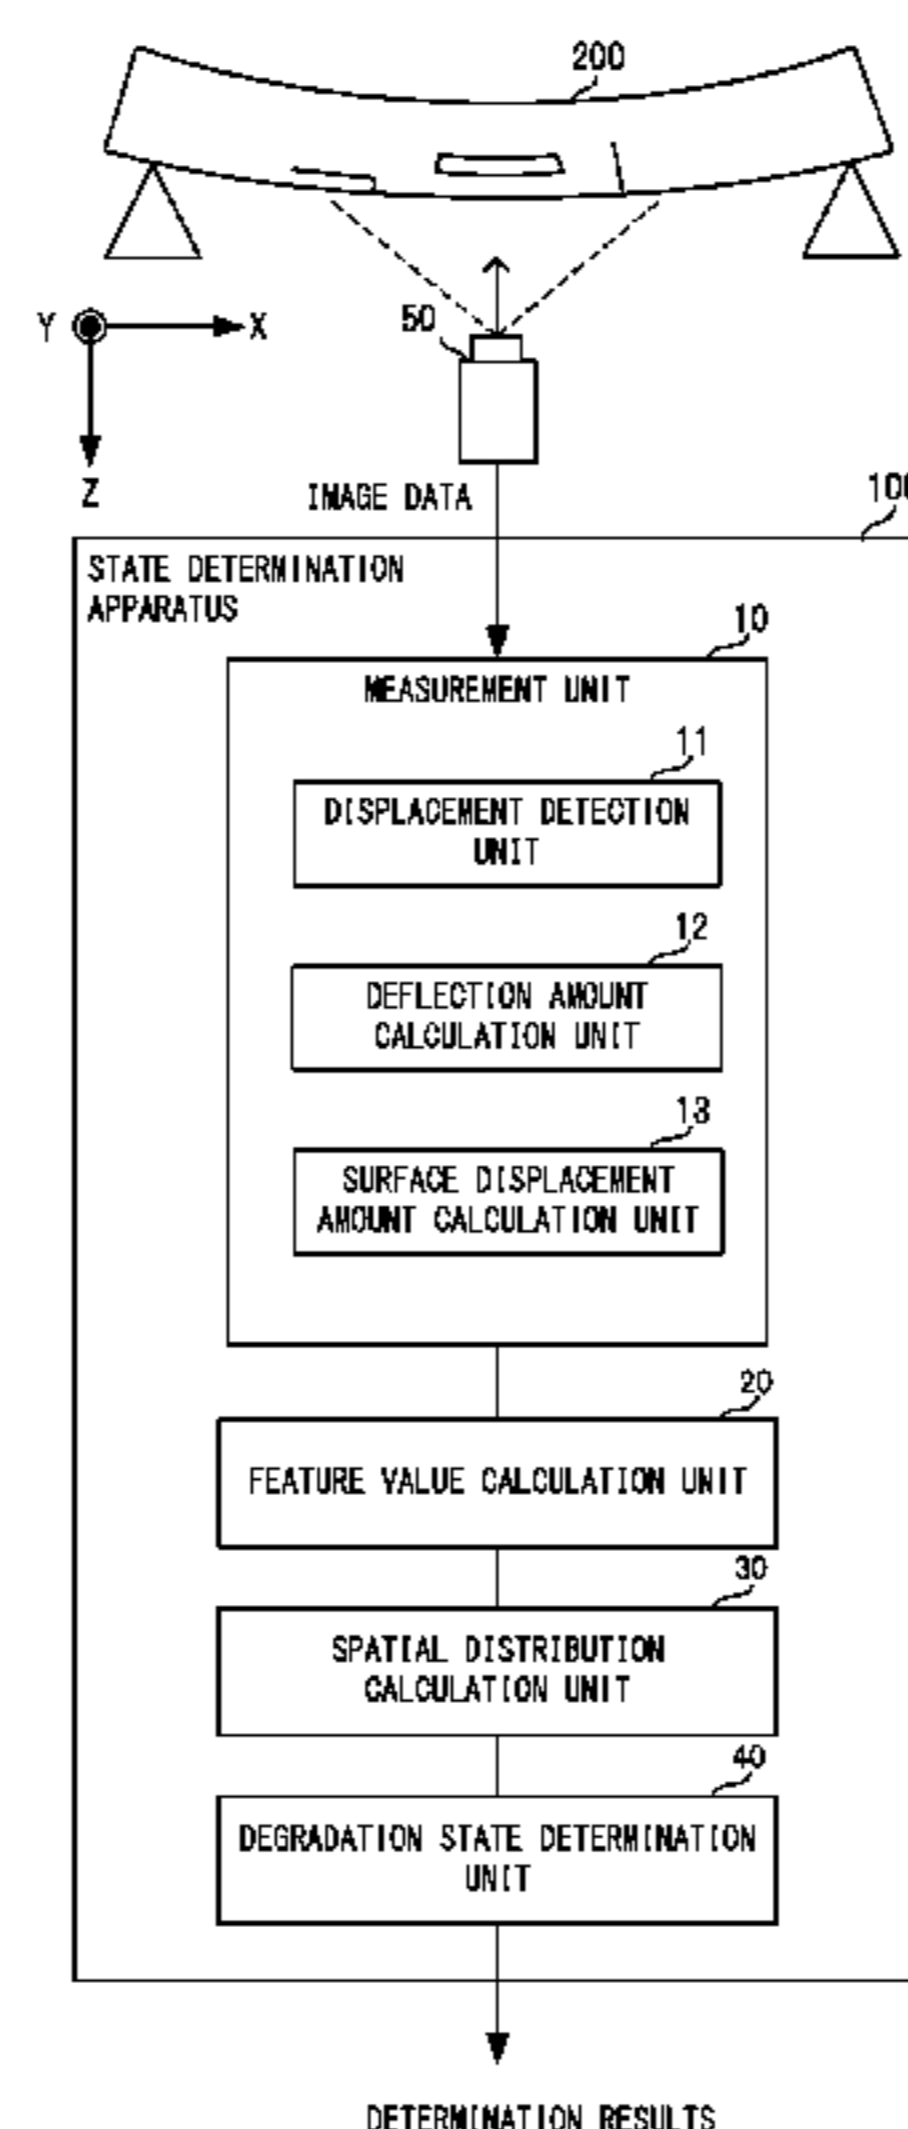 200
50
Y
X
Z
IMAGE DATA
100
STATE DETERMINATION
APPARATUS
10
MEASUREMENT UNIT
11
DISPLACEMENT DETECTION
UNIT
12
DEFLECTION AMOUNT
CALCULATION UNIT
13
SURFACE DISPLACEMENT
AMOUNT CALCULATION UNIT
20
FEATURE VALUE CALCULATION UNIT
30
SPATIAL DISTRIBUTION
CALCULATION UNIT
40
DEGRADATION STATE DETERMINATION
UNIT
DETERMINATION RESULTS